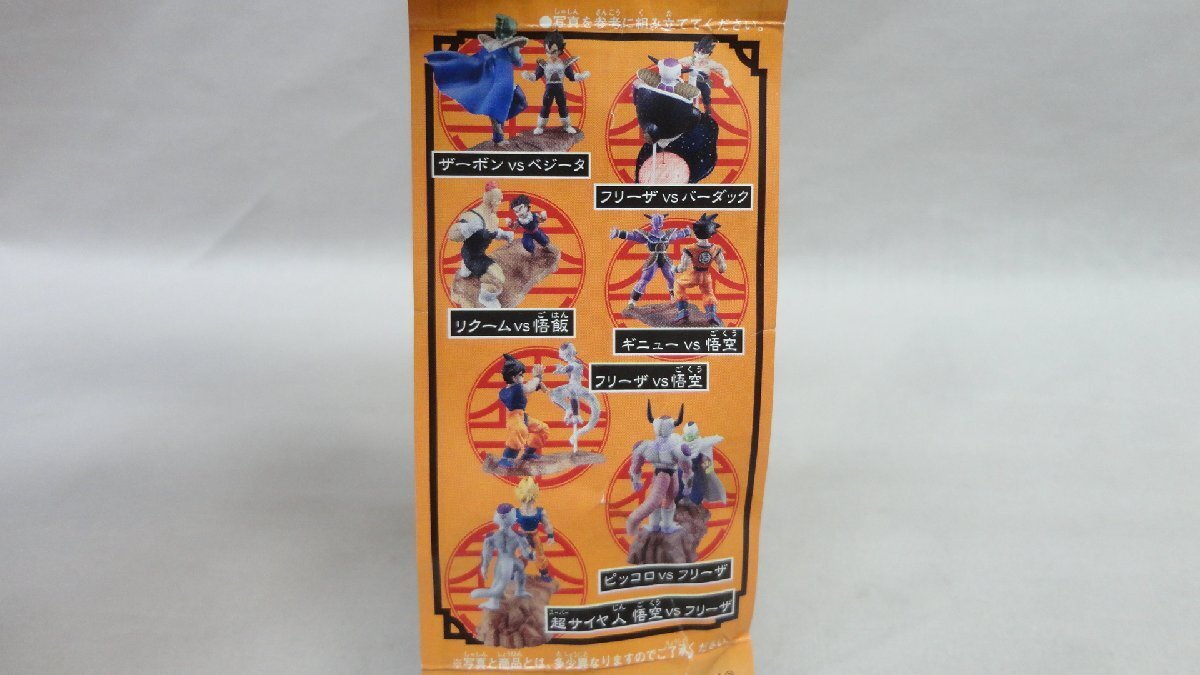 ●写真を参考に組み立ててください。
ザーボン vs ベジータ
フリーザ vs バーダック
リクーム vs 悟飯
ギニュー vs 悟空
フリーザ vs 悟空
ピッコロ vs フリーザ
超サイヤ人 悟空 vs フリーザ
※写真と商品とは、多少異なりますのでご了承ください。